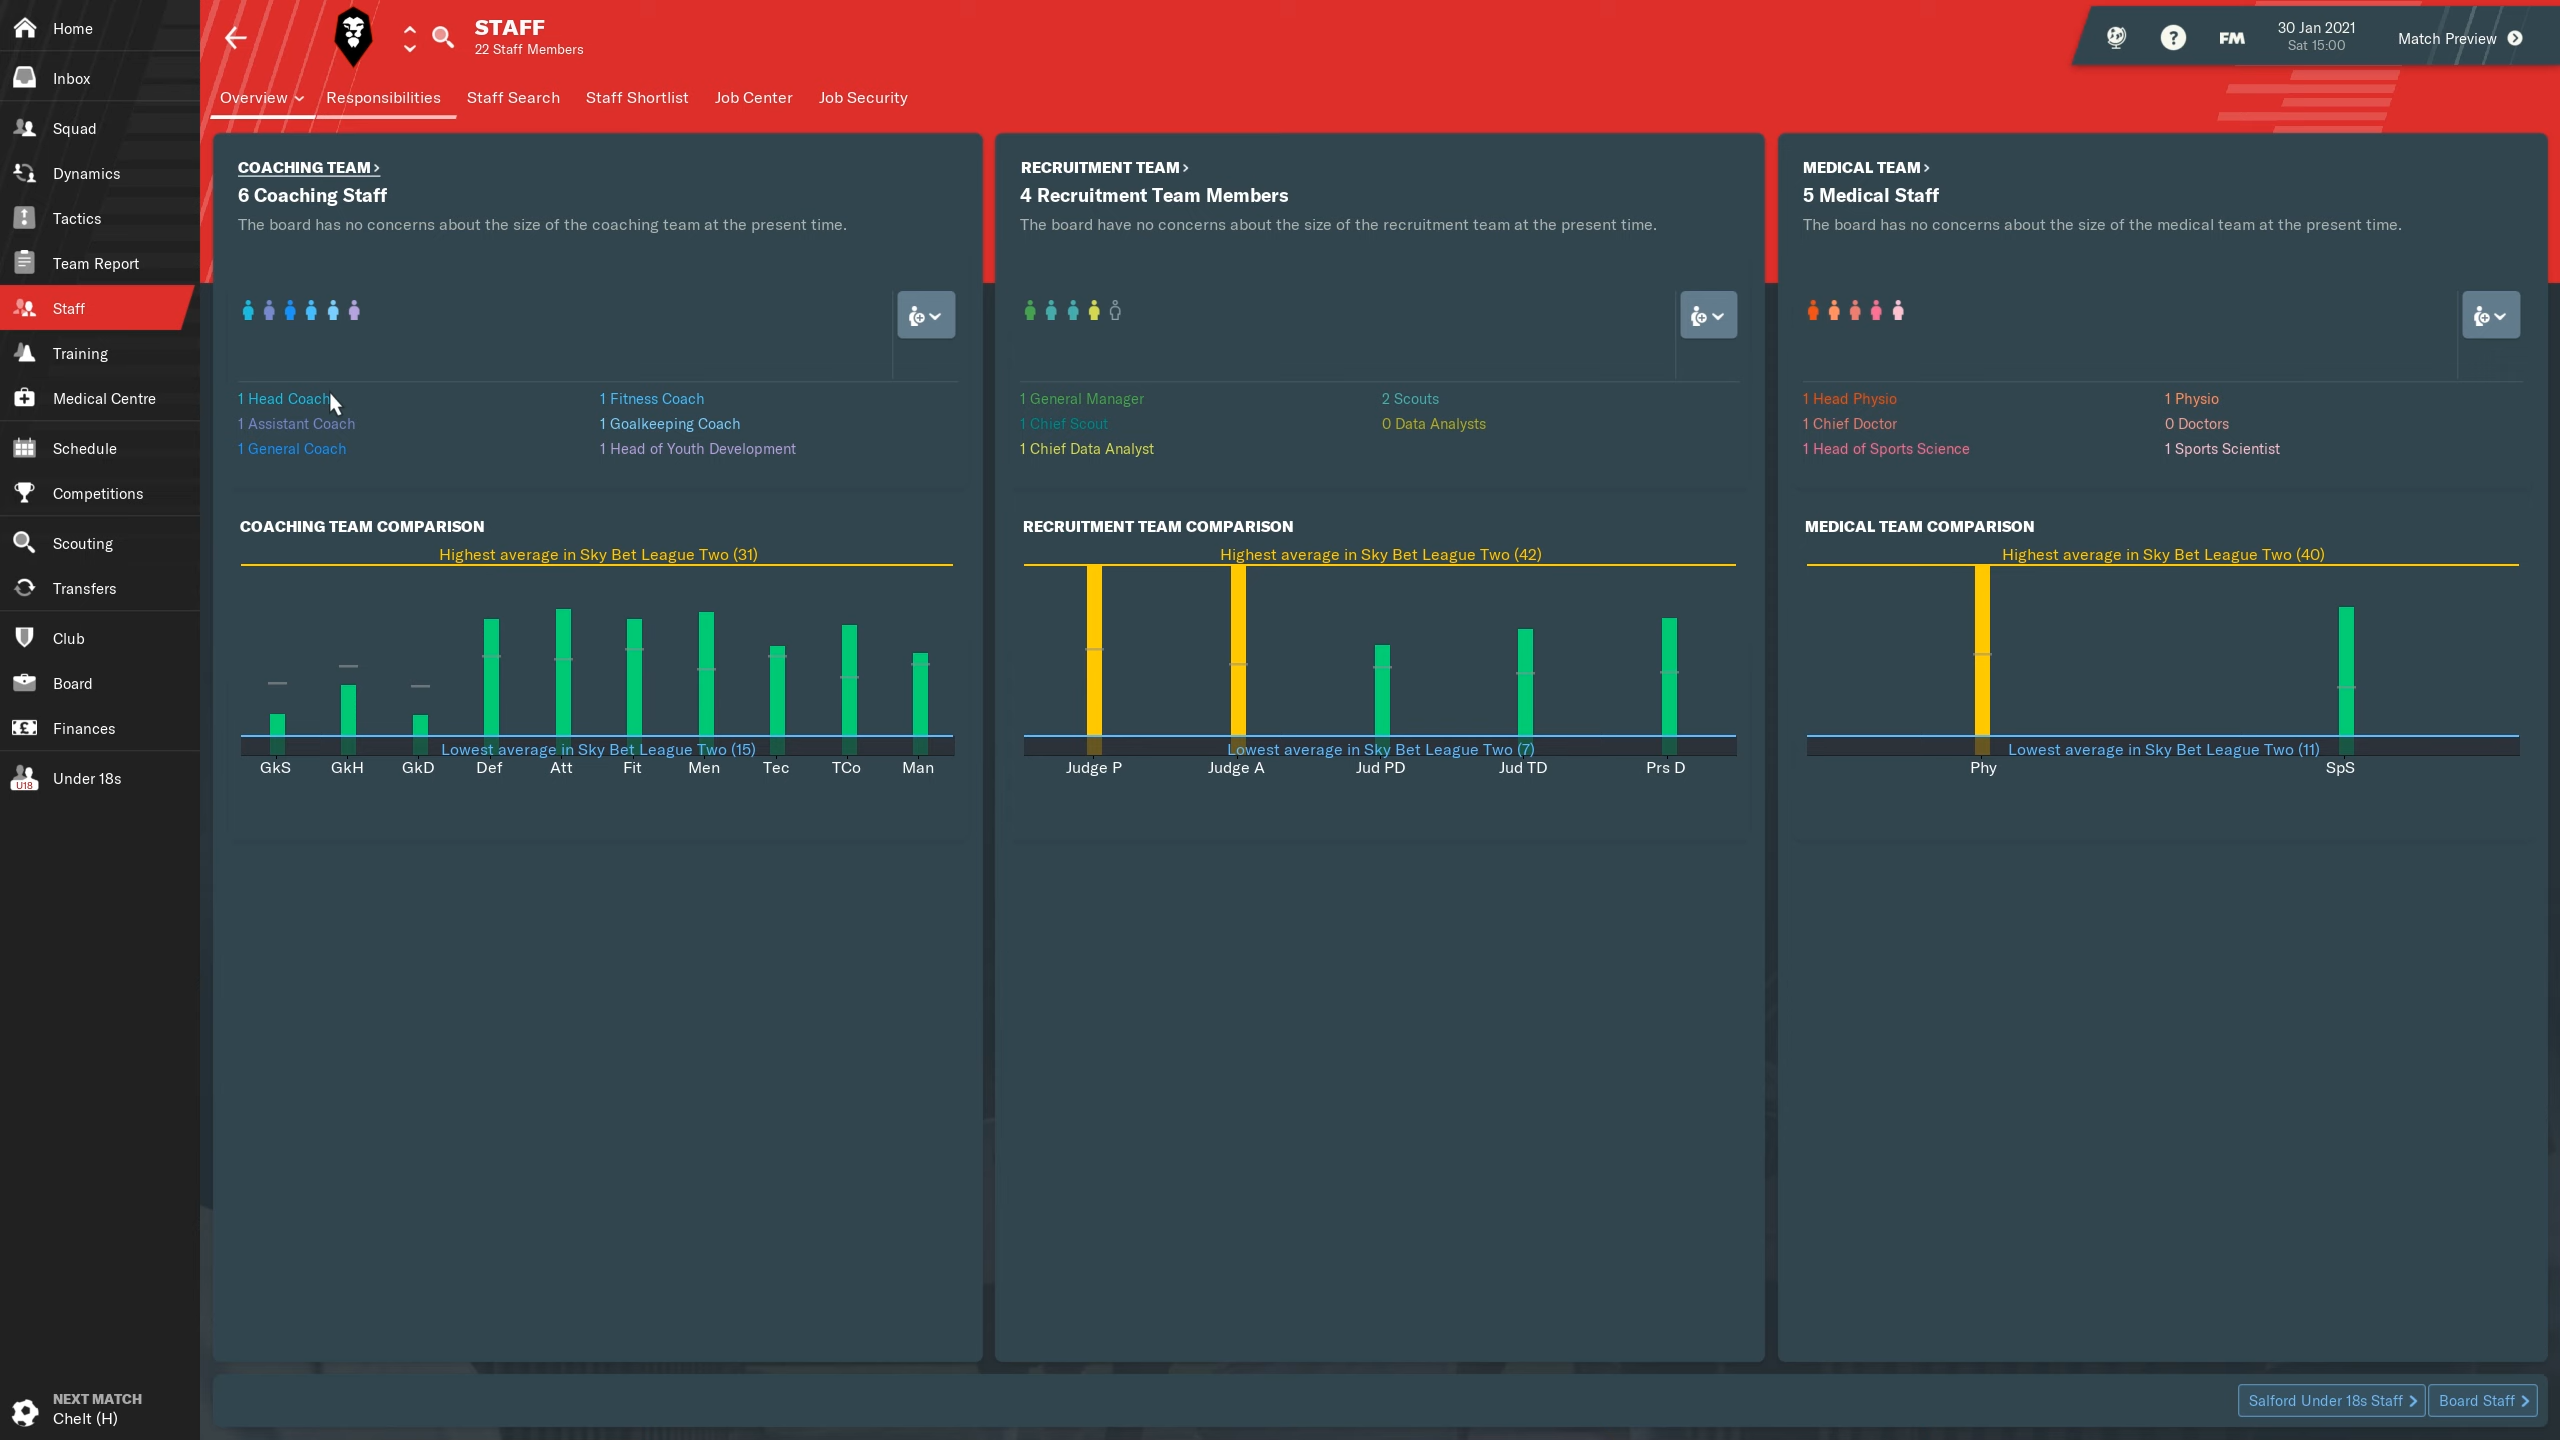 Home
Inbox
Squad
Dynamics
Tactics
Team Report
Staff
Training
Medical Centre
Schedule
Competitions
Scouting
Transfers
Club
Board
Finances
U18
Under 18s
NEXT MATCH
Chelt (H)
STAFF
22 Staff Members
? FM
30 Jan 2021
Sat 15:00
Match Preview
Overview Responsibilities Staff Search Staff Shortlist Job Center Job Security
COACHING TEAM >
6 Coaching Staff
The board has no concerns about the size of the coaching team at the present time.
1 Head Coach 1 Fitness Coach
1 Assistant Coach 1 Goalkeeping Coach
1 General Coach 1 Head of Youth Development
COACHING TEAM COMPARISON
Highest average in Sky Bet League Two (31)
Lowest average in Sky Bet League Two (15)
GkS GkH GkD Def Att Fit Men Tec TCo Man
RECRUITMENT TEAM >
4 Recruitment Team Members
The board have no concerns about the size of the recruitment team at the present time.
1 General Manager 2 Scouts
1 Chief Scout 0 Data Analysts
1 Chief Data Analyst
RECRUITMENT TEAM COMPARISON
Highest average in Sky Bet League Two (42)
Lowest average in Sky Bet League Two (7)
Judge P Judge A Jud PD Jud TD Prs D
MEDICAL TEAM >
5 Medical Staff
The board has no concerns about the size of the medical team at the present time.
1 Head Physio 1 Physio
1 Chief Doctor 0 Doctors
1 Head of Sports Science 1 Sports Scientist
MEDICAL TEAM COMPARISON
Highest average in Sky Bet League Two (40)
Lowest average in Sky Bet League Two (11)
Phy SpS
Salford Under 18s Staff > Board Staff >